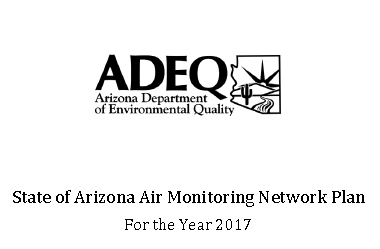 ADEQ
Arizona Department
of Environmental Quality
State of Arizona Air Monitoring Network Plan
For the Year 2017